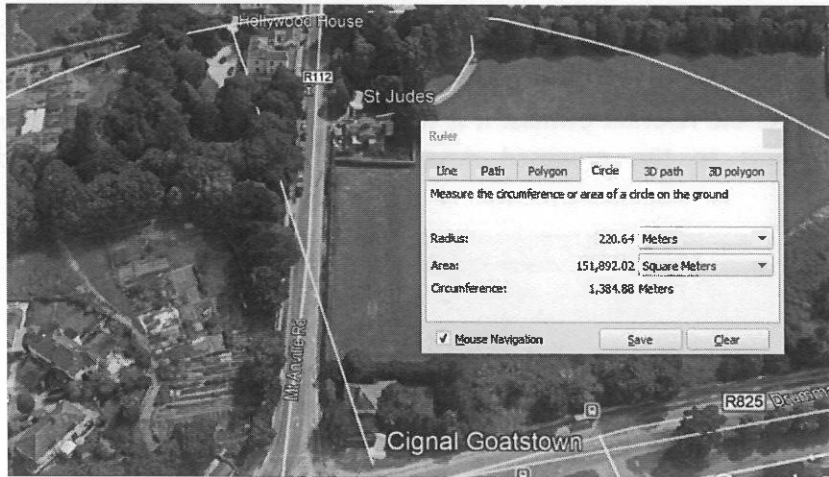 Hollywood House
R112
St Judes
Ruler
Line Path Polygon Circle 3D path 3D polygon
Measure the circumference or area of a circle on the ground
Radius: 220.64 Meters
Area: 151,892.02 Square Meters
Circumference: 1,384.88 Meters
Mouse Navigation Save Clear
Mt Anville Rd
R825
Cignal Goatstown